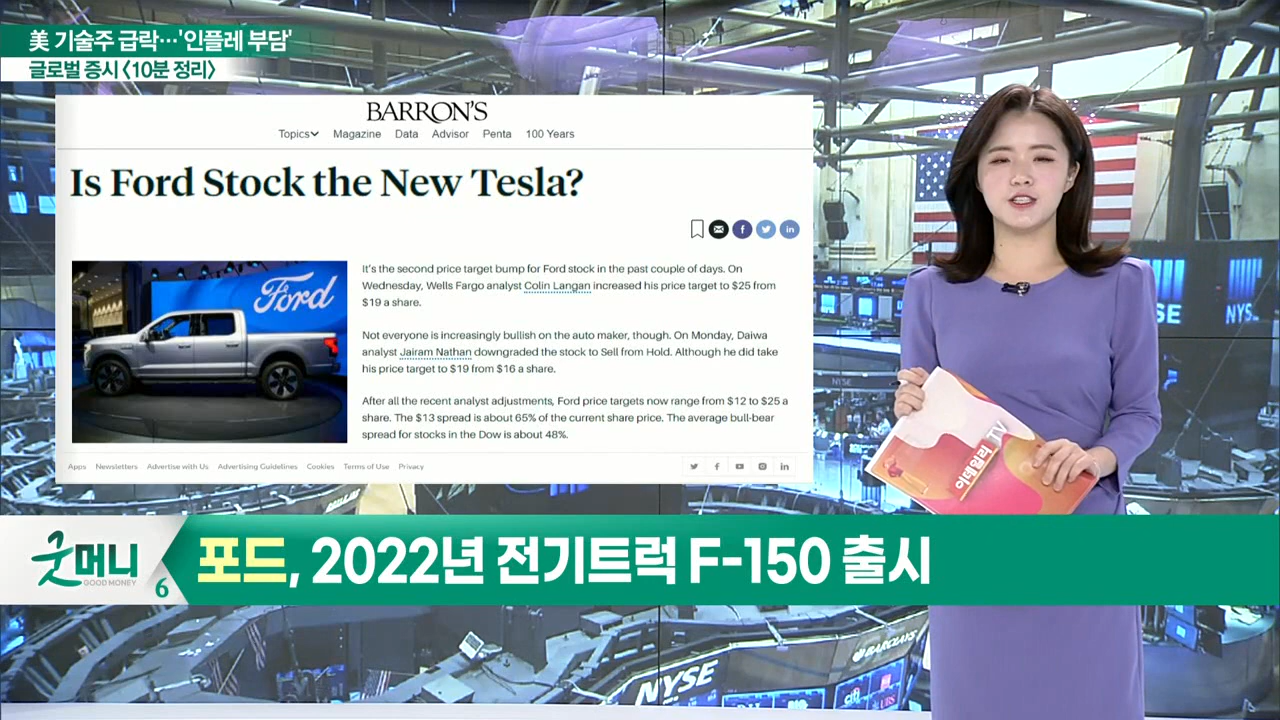 美 기술주 급락…'인플레 부담'
글로벌 증시 <10분 정리>
BARRON'S
Topics Magazine Data Advisor Penta 100 Years
Is Ford Stock the New Tesla?
Ford
It's the second price target bump for Ford stock in the past couple of days. On
Wednesday, Wells Fargo analyst Colin Langan increased his price target to $25 from
$19 a share.
Not everyone is increasingly bullish on the auto maker, though. On Monday, Daiwa
analyst Jairam Nathan downgraded the stock to Sell from Hold. Although he did take
his price target to $19 from $16 a share.
After all the recent analyst adjustments, Ford price targets now range from $12 to $25 a
share. The $13 spread is about 65% of the current share price. The average bull-bear
spread for stocks in the Dow is about 48%.
Apps Newsletters Advertise with Us Advertising Guidelines Cookies Terms of Use Privacy
이데일리 TV
NYSE
굿머니
GOOD MONEY
6
포드, 2022년 전기트럭 F-150 출시
BARCLAYS
NYSE
citi
UBS